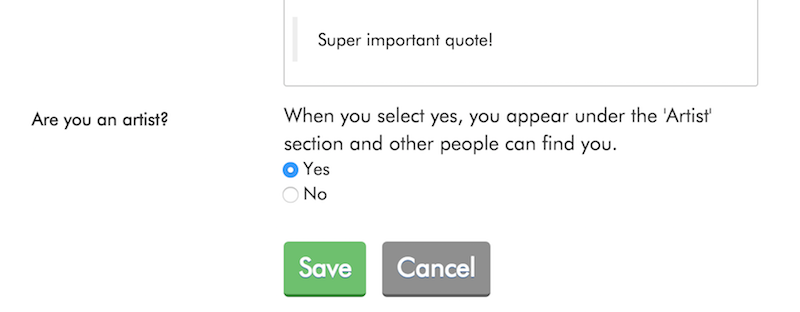 Super important quote!
Are you an artist?
When you select yes, you appear under the 'Artist'
section and other people can find you.
Yes
No
Save Cancel